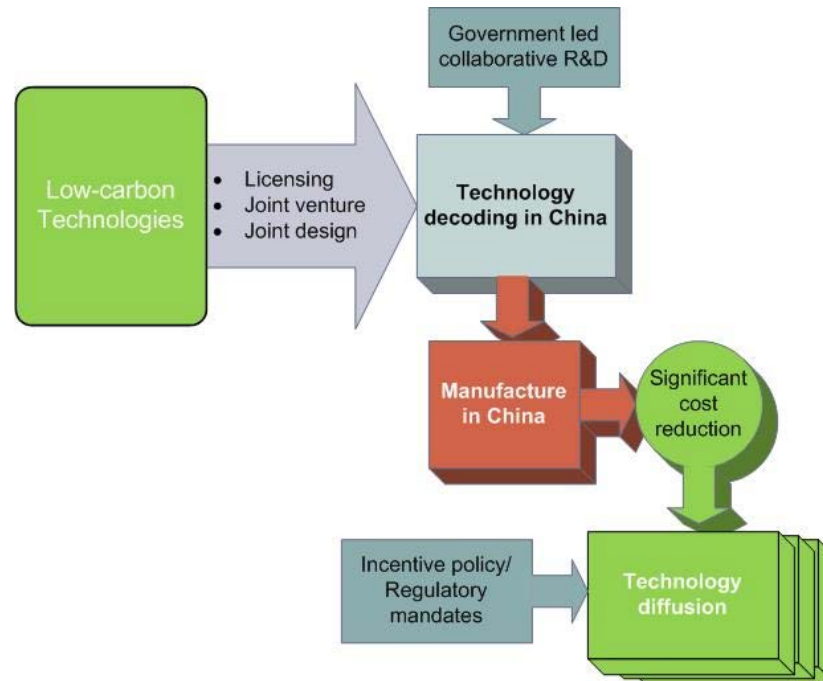 Government led
collaborative R&D
Low-carbon
Technologies
• Licensing
• Joint venture
• Joint design
Technology
decoding in China
Manufacture
in China
Significant
cost
reduction
Incentive policy/
Regulatory
mandates
Technology
diffusion